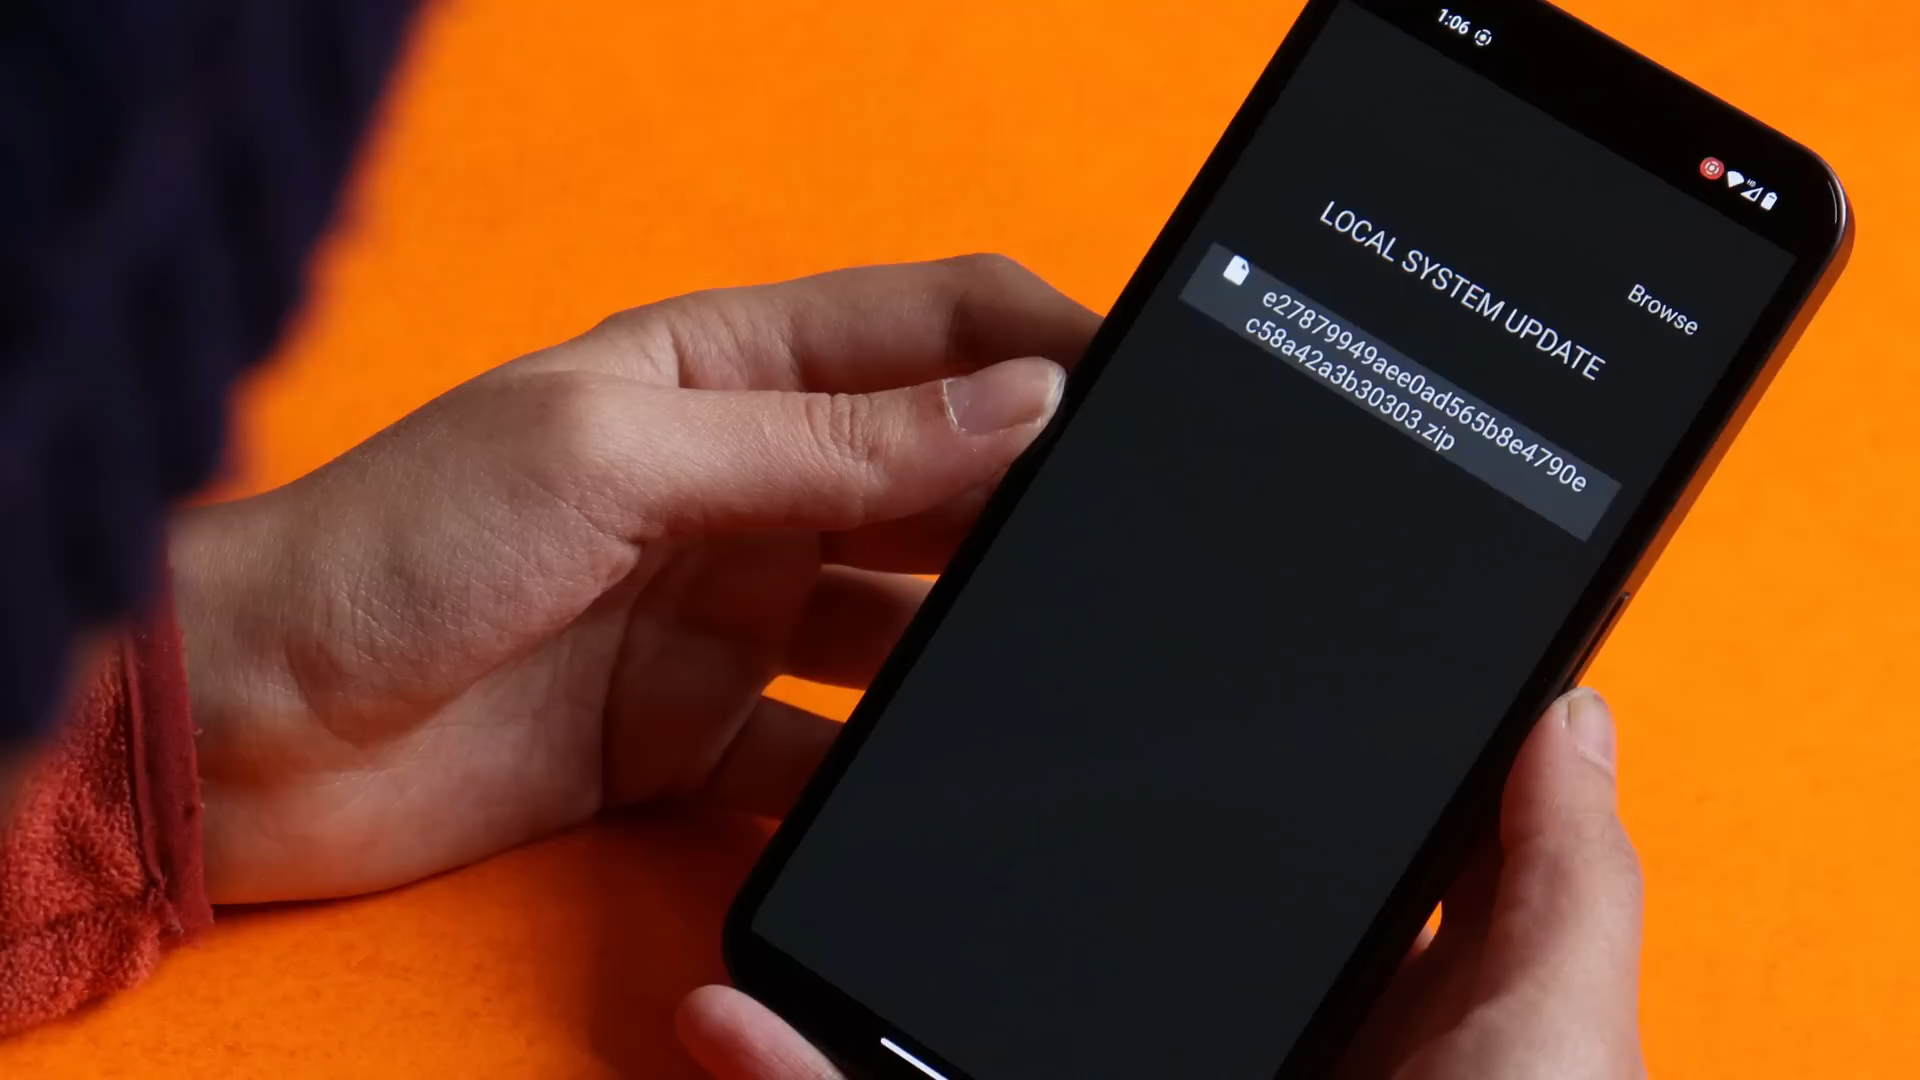 1:06
LOCAL SYSTEM UPDATE
Browse
e27879949aee0ad565b8e4790e
c58a42a3b30303.zip